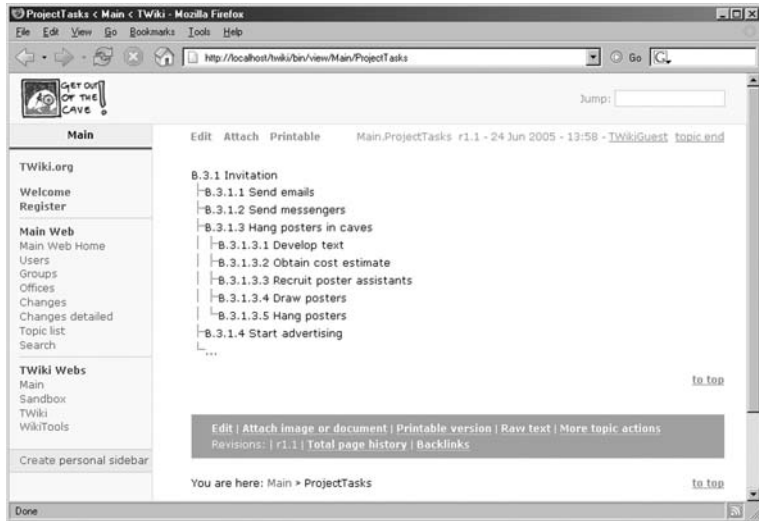 ProjectTasks < Main < TWiki - Mozilla Firefox
File Edit View Go Bookmarks Tools Help
http://localhost/twiki/bin/view/Main/ProjectTasks Go G
GET OUT
OF THE
CAVE!
Jump:
Main
Edit Attach Printable Main.ProjectTasks r1.1 - 24 Jun 2005 - 13:58 - TWikiGuest topic end
TWiki.org
Welcome
Register
Main Web
Main Web Home
Users
Groups
Offices
Changes
Changes detailed
Topic list
Search
TWiki Webs
Main
Sandbox
TWiki
WikiTools
Create personal sidebar
B.3.1 Invitation
B.3.1.1 Send emails
B.3.1.2 Send messengers
B.3.1.3 Hang posters in caves
B.3.1.3.1 Develop text
B.3.1.3.2 Obtain cost estimate
B.3.1.3.3 Recruit poster assistants
B.3.1.3.4 Draw posters
B.3.1.3.5 Hang posters
B.3.1.4 Start advertising
...
to top
Edit | Attach image or document | Printable version | Raw text | More topic actions
Revisions: | r1.1 | Total page history | Backlinks
You are here: Main > ProjectTasks to top
Done